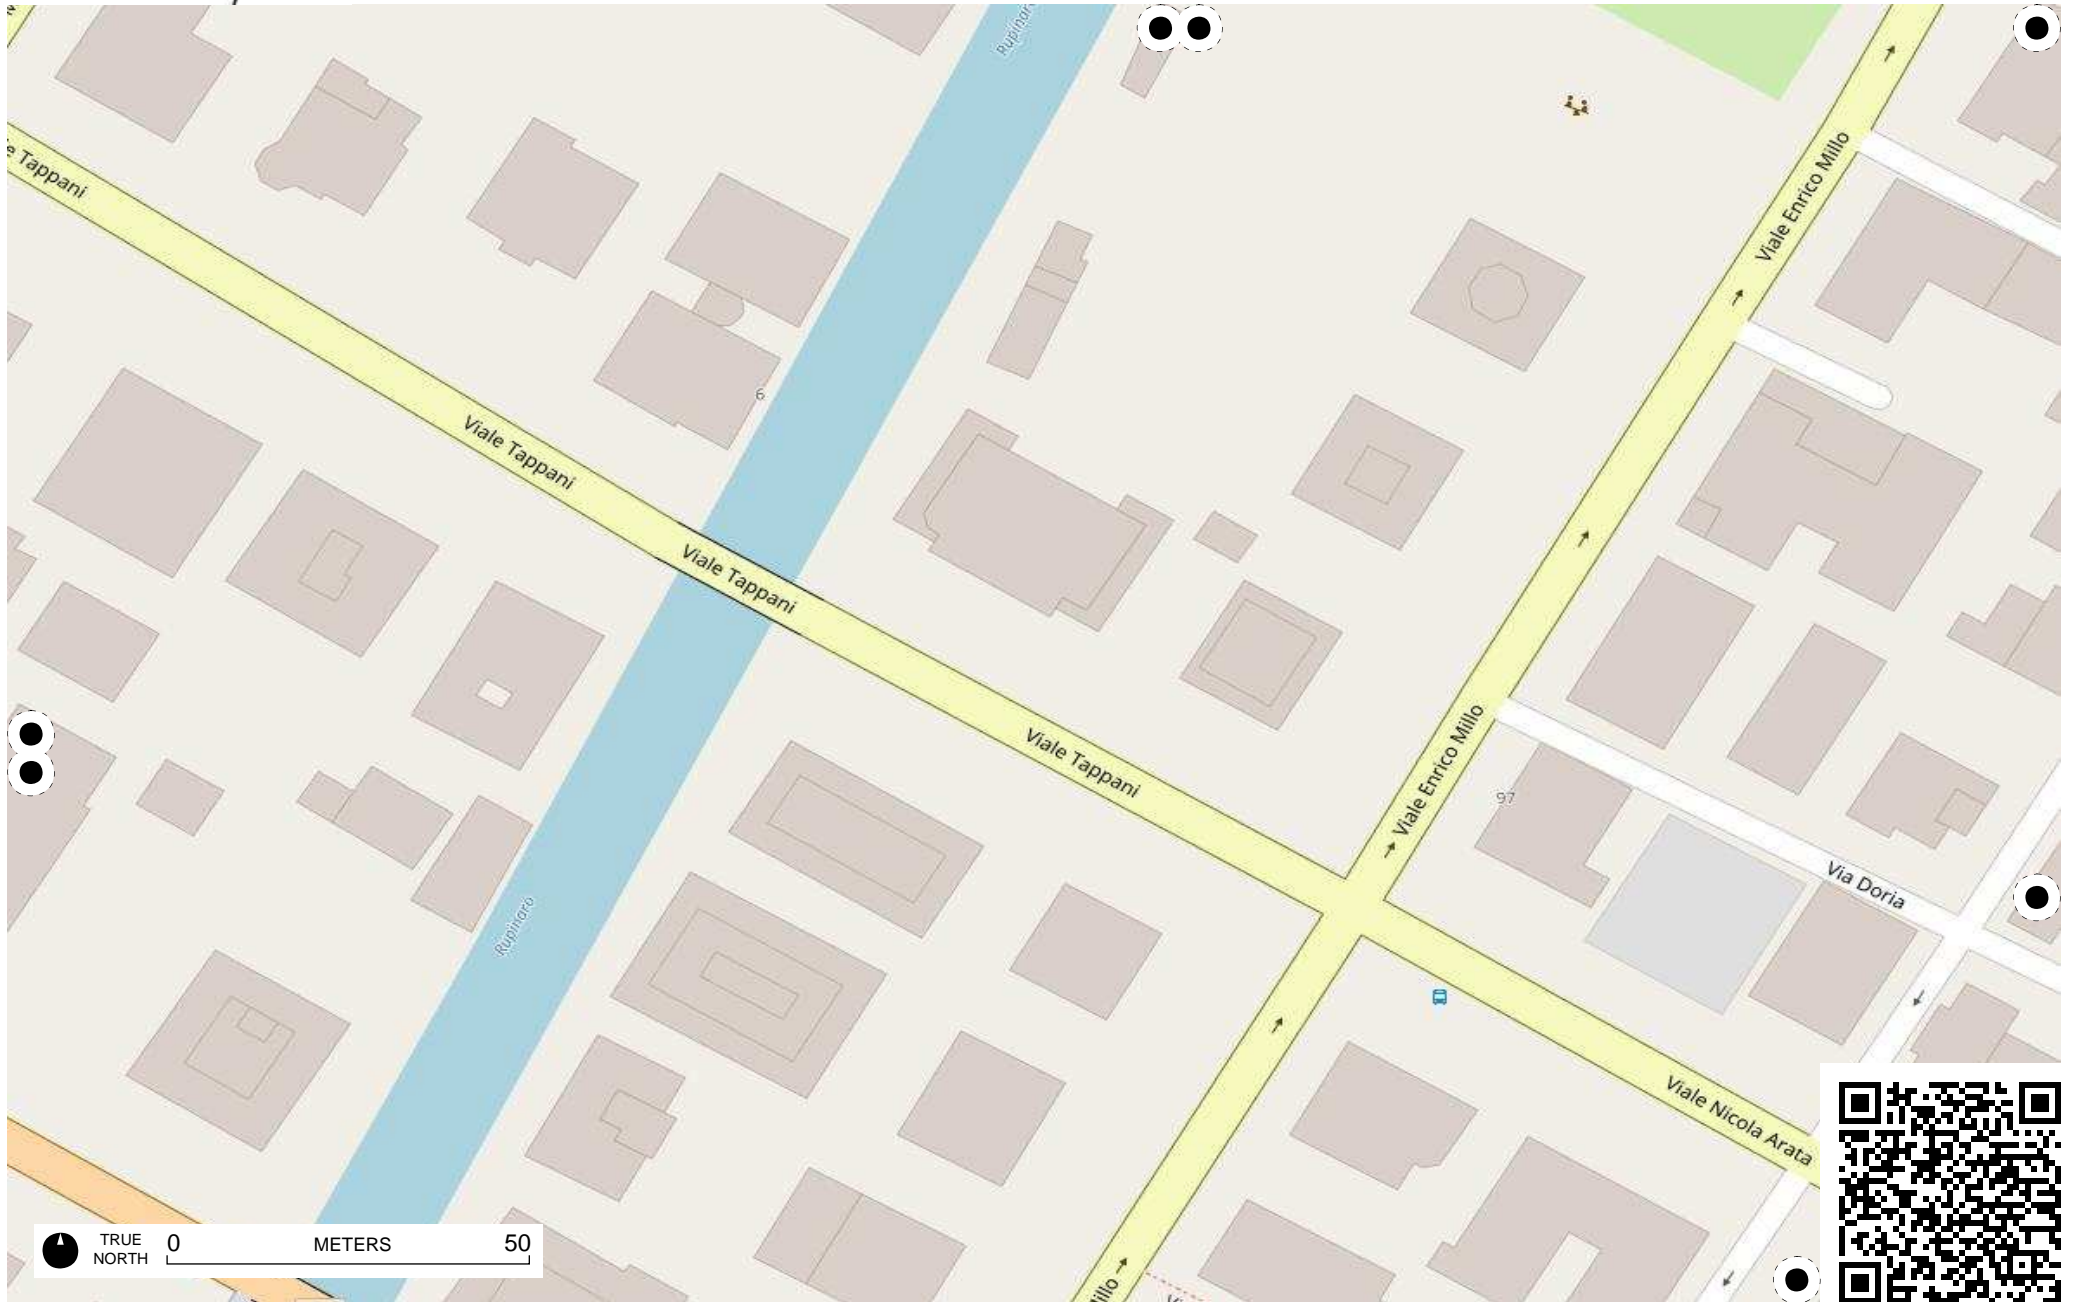 Rupinaro
e Tappani
Viale Enrico Millo
6
Viale Tappani
Viale Tappani
Viale Tappani
Viale Enrico Millo
97
Via Doria
Rupinaro
Viale Nicola Arata
TRUE NORTH
0 METERS 50
illo